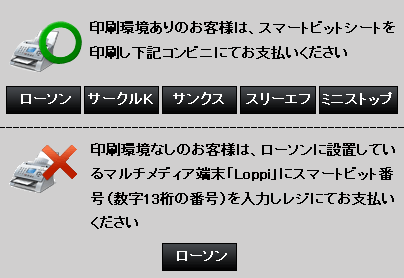 印刷環境ありのお客様は、スマートビットシートを
印刷し下記コンビニにてお支払いください
ローソン サークルK サンクス スリーエフ ミニストップ
印刷環境なしのお客様は、ローソンに設置してい
るマルチメディア端末「Loppi」にスマートビット番
号(数字13桁の番号)を入力しレジにてお支払い
ください
ローソン